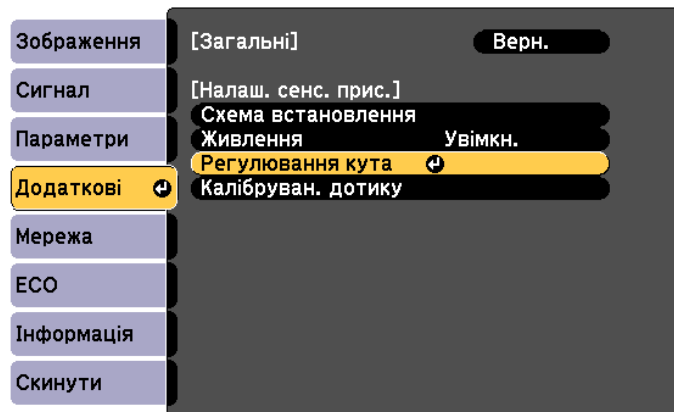 Зображення
Сигнал
Параметри
Додаткові
Мережа
ECO
Інформація
Скинути
[Загальні] Верн.
[Налаш. сенс. прис.]
Схема встановлення
Живлення Увімкн.
Регулювання кута
Калібруван. дотику